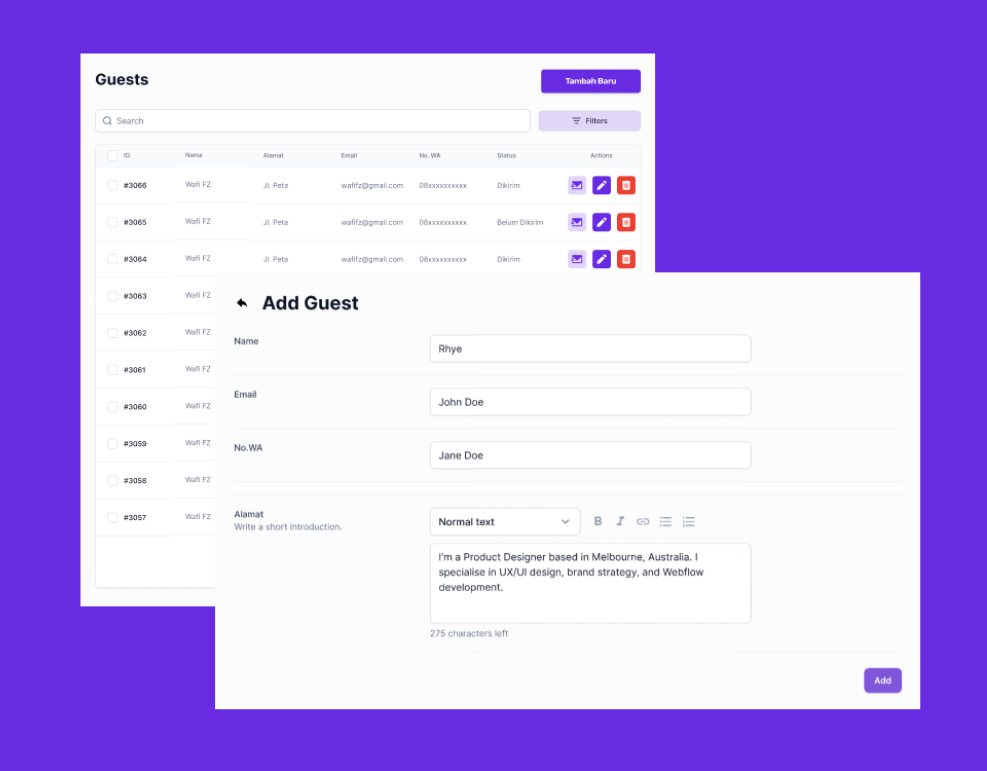 Guests
Tambah Baru
Search
Filters
ID Nama Alamat Email No. WA Status Actions
#3066 Wafi FZ Jl. Peta wafifz@gmail.com 08xxxxxxxxxx Dikirim
#3065 Wafi FZ Jl. Peta wafifz@gmail.com 08xxxxxxxxxx Belum Dikirim
#3064 Wafi FZ Jl. Peta wafifz@gmail.com 08xxxxxxxxxx Dikirim
#3063 Wafi FZ
#3062 Wafi FZ
#3061 Wafi FZ
#3060 Wafi FZ
#3059 Wafi FZ
#3058 Wafi FZ
#3057 Wafi FZ
Add Guest
Name
Rhye
Email
John Doe
No.WA
Jane Doe
Alamat
Write a short introduction.
Normal text
B I
I'm a Product Designer based in Melbourne, Australia. I
specialise in UX/UI design, brand strategy, and Webflow
development.
275 characters left
Add